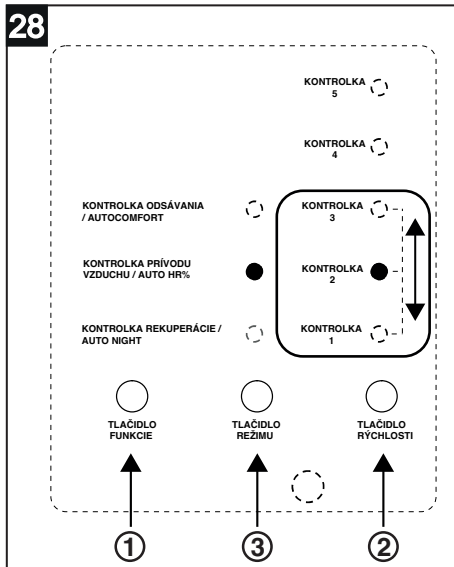 28
KONTROLKA
5
KONTROLKA
4
KONTROLKA ODSÁVANIA
/ AUTOCOMFORT
KONTROLKA
3
KONTROLKA PRÍVODU
VZDUCHU / AUTO HR%
KONTROLKA
2
KONTROLKA REKUPERÁCIE /
AUTO NIGHT
KONTROLKA
1
TLAČIDLO
FUNKCIE
TLAČIDLO
REŽIMU
TLAČIDLO
RÝCHLOSTI
1
3
2